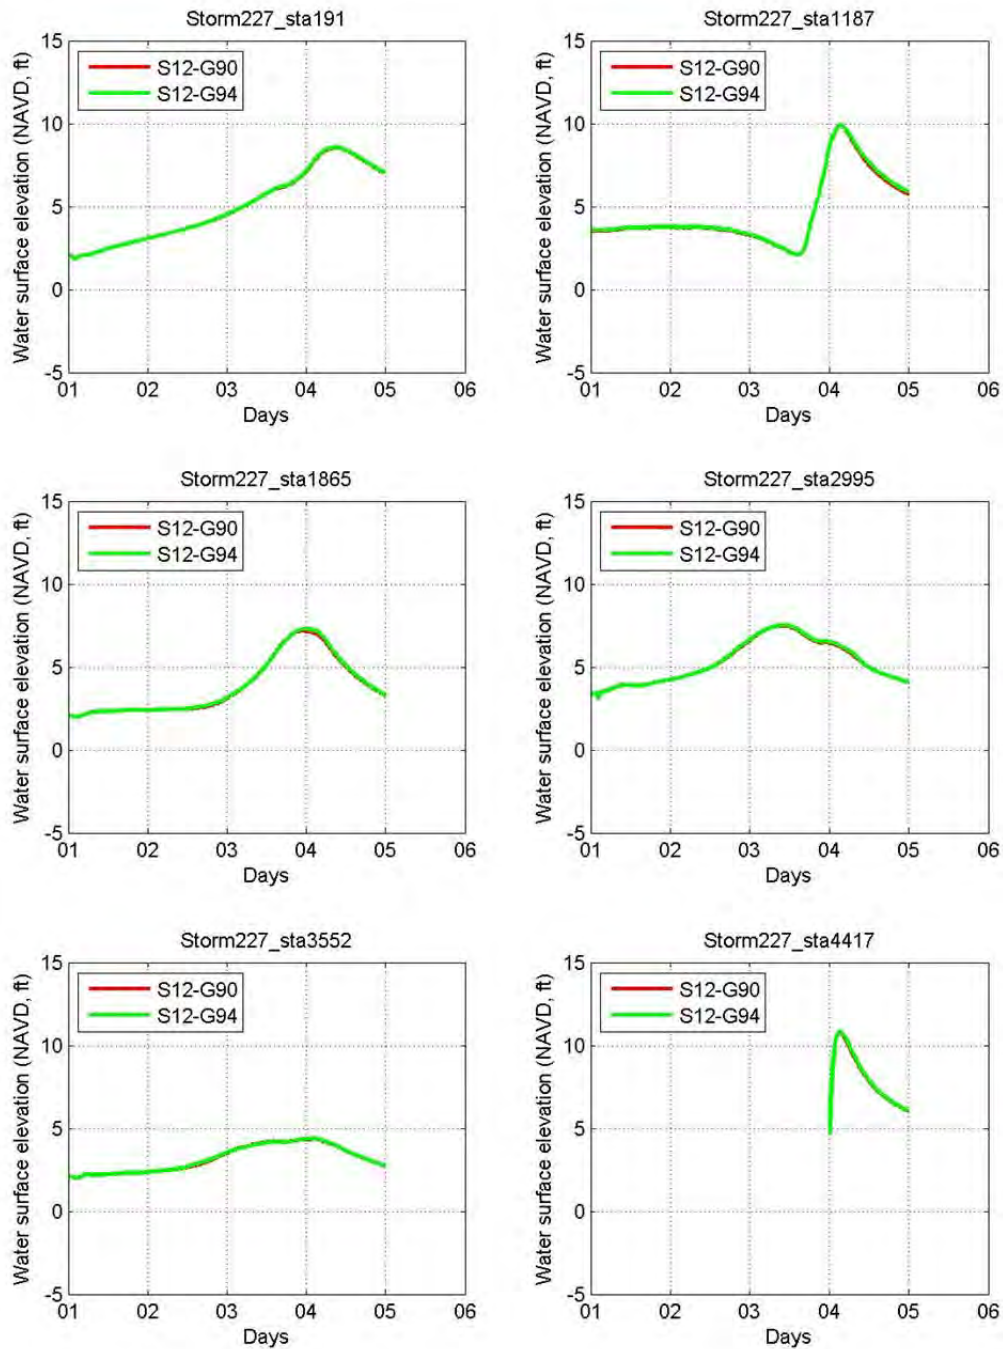 Storm227_sta191
15
S12-G90
S12-G94
10
5
0
-5
Water surface elevation (NAVD, ft)
01 02 03 04 05 06
Days
Storm227_sta1187
15
S12-G90
S12-G94
10
5
0
-5
Water surface elevation (NAVD, ft)
01 02 03 04 05 06
Days
Storm227_sta1865
15
S12-G90
S12-G94
10
5
0
-5
Water surface elevation (NAVD, ft)
01 02 03 04 05 06
Days
Storm227_sta2995
15
S12-G90
S12-G94
10
5
0
-5
Water surface elevation (NAVD, ft)
01 02 03 04 05 06
Days
Storm227_sta3552
15
S12-G90
S12-G94
10
5
0
-5
Water surface elevation (NAVD, ft)
01 02 03 04 05 06
Days
Storm227_sta4417
15
S12-G90
S12-G94
10
5
0
-5
Water surface elevation (NAVD, ft)
01 02 03 04 05 06
Days